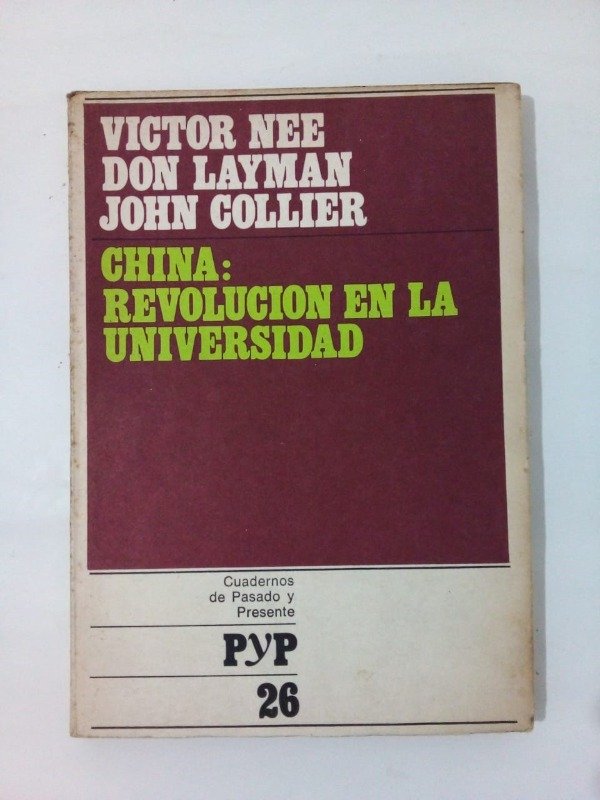 VICTOR NEE
DON LAYMAN
JOHN COLLIER
CHINA:
REVOLUCION EN LA
UNIVERSIDAD
Cuadernos
de Pasado y
Presente
PYP
26